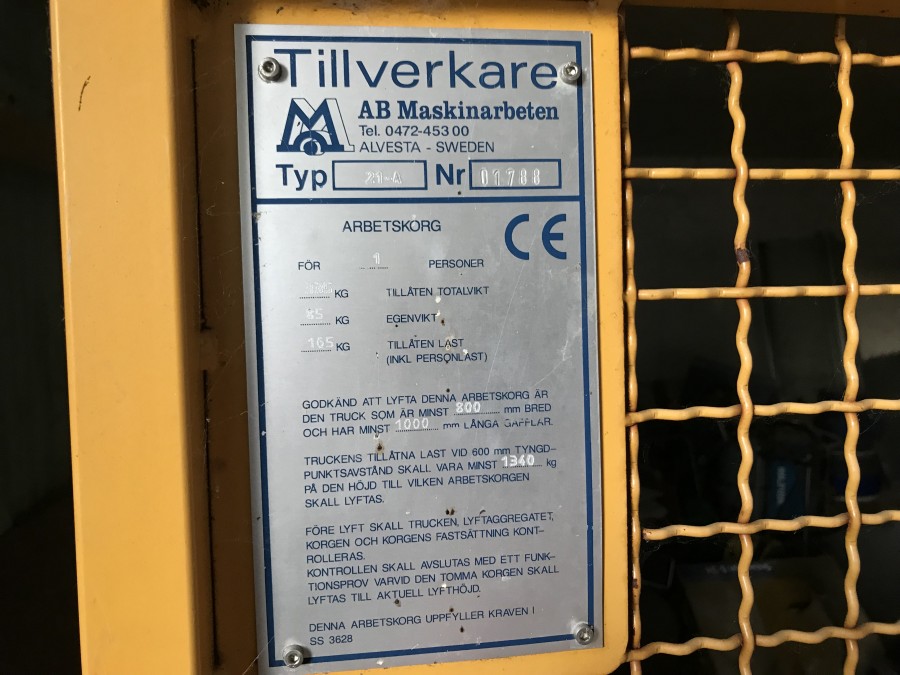 Tillverkare
AB Maskinarbeten
Tel. 0472-453 00
ALVESTA - SWEDEN
Typ 21-A Nr 01788
ARBETSKORG
CE
FÖR 1 PERSONER
KG TILLÅTEN TOTALVIKT
85 KG EGENVIKT
165 KG TILLÅTEN LAST
(INKL PERSONLAST)
GODKÄND ATT LYFTA DENNA ARBETSKORG ÄR
DEN TRUCK SOM ÄR MINST 800 mm BRED
OCH HAR MINST 1000 mm LÅNGA GAFFLAR.
TRUCKENS TILLÅTNA LAST VID 600 mm TYNGD-
PUNKTSAVSTÅND SKALL VARA MINST 1340 kg
PÅ DEN HÖJD TILL VILKEN ARBETSKORGEN
SKALL LYFTAS.
FÖRE LYFT SKALL TRUCKEN, LYFTAGGREGATET,
KORGEN OCH KORGENS FASTSÄTTNING KONT-
ROLLERAS.
KONTROLLEN SKALL AVSLUTAS MED ETT FUNK-
TIONSPROV VARVID DEN TOMMA KORGEN SKALL
LYFTAS TILL AKTUELL LYFTHÖJD.
DENNA ARBETSKORG UPPFYLLER KRAVEN I
SS 3628